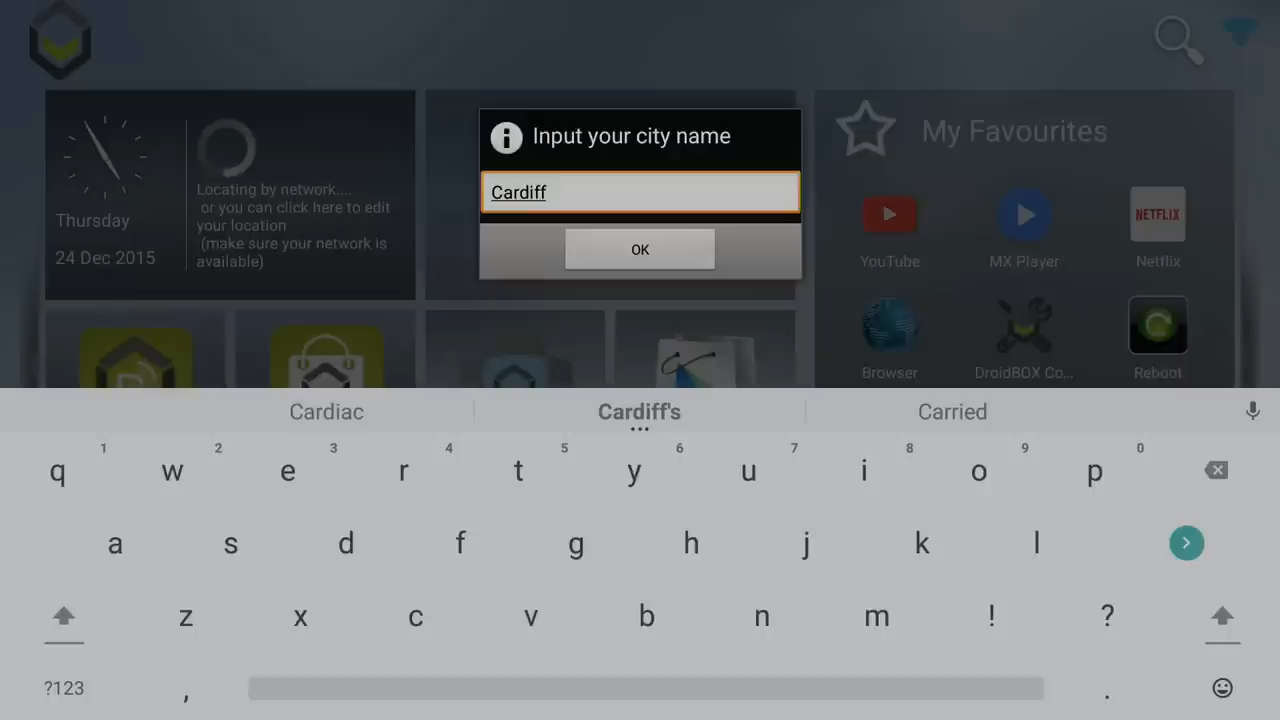 Input your city name
Cardiff
OK
Locating by network....
or you can click here to edit
your location
(make sure your network is
available)
Thursday
24 Dec 2015
My Favourites
YouTube
MX Player
NETFLIX
Netflix
Browser
DroidBOX Co...
Reboot
Cardiac
Cardiff's
Carried
1 2 3 4 5 6 7 8 9 0
q w e r t y u i o p
a s d f g h j k l
z x c v b n m ! ?
?123 , .